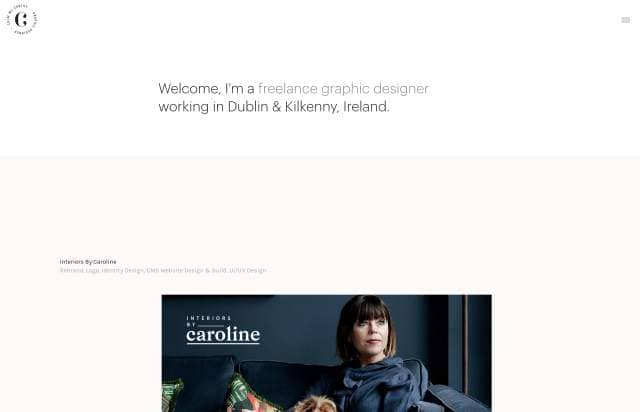 C
Welcome, I'm a freelance graphic designer
working in Dublin & Kilkenny, Ireland.
Interiors By Caroline
Rebrand, Logo, Identity Design, CMS Website Design & Build, UI/UX Design
INTERIORS
BY
caroline